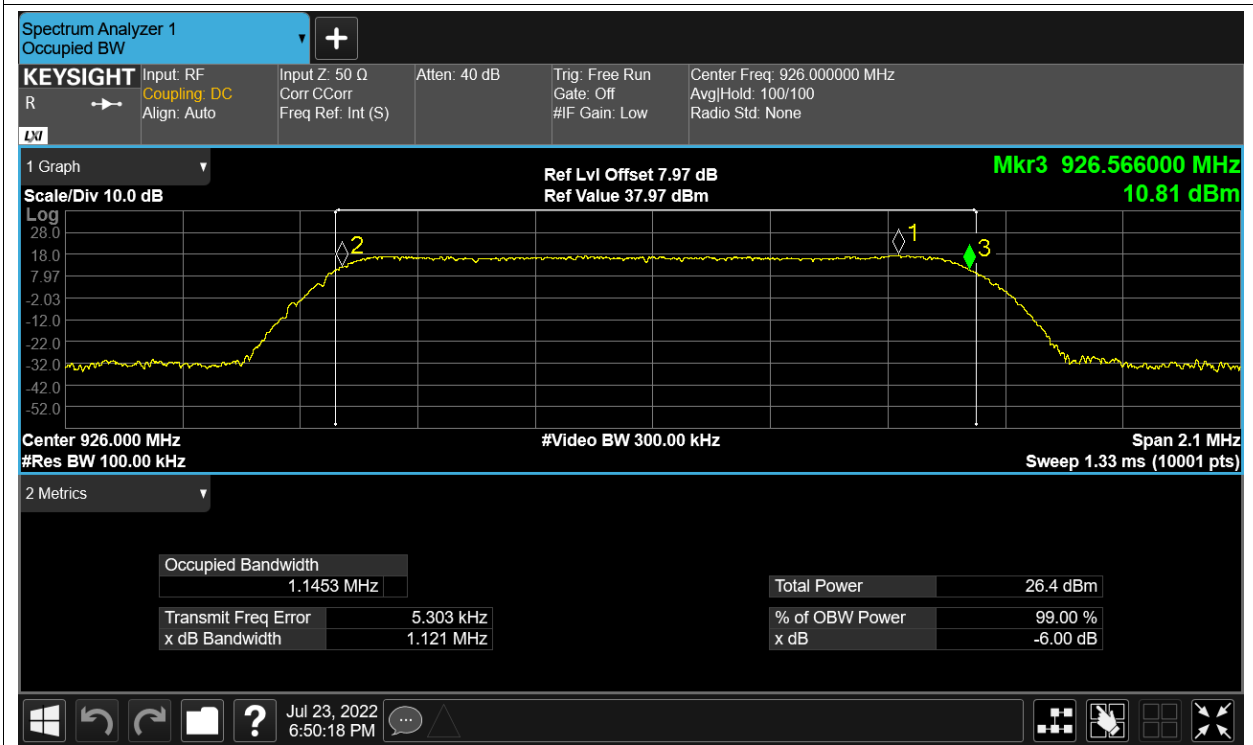 Spectrum Analyzer 1
Occupied BW
KEYSIGHT
R
LXI
Input: RF
Coupling: DC
Align: Auto
Input Z: 50 Ω
Corr CCorr
Freq Ref: Int (S)
Atten: 40 dB
Trig: Free Run
Gate: Off
#IF Gain: Low
Center Freq: 926.000000 MHz
Avg|Hold: 100/100
Radio Std: None
1 Graph
Scale/Div 10.0 dB
Ref Lvl Offset 7.97 dB
Ref Value 37.97 dBm
Mkr3 926.566000 MHz
10.81 dBm
Log
28.0
18.0
7.97
-2.03
-12.0
-22.0
-32.0
-42.0
-52.0
2
1
3
Center 926.000 MHz
#Res BW 100.00 kHz
#Video BW 300.00 kHz
Span 2.1 MHz
Sweep 1.33 ms (10001 pts)
2 Metrics
Occupied Bandwidth
1.1453 MHz
Transmit Freq Error 5.303 kHz
x dB Bandwidth 1.121 MHz
Total Power 26.4 dBm
% of OBW Power 99.00 %
x dB -6.00 dB
?
Jul 23, 2022
6:50:18 PM